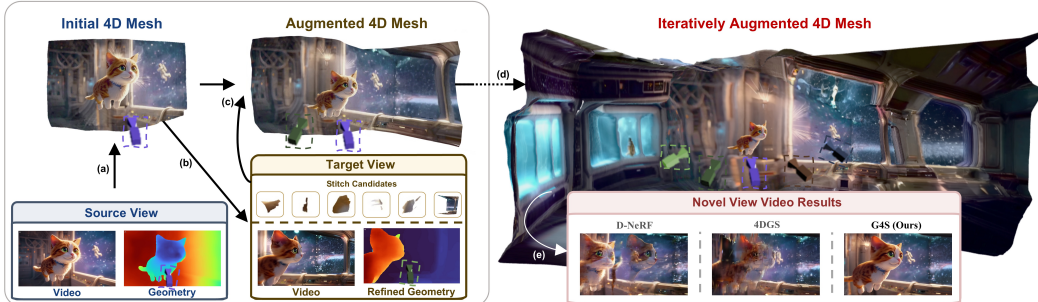 Initial 4D Mesh
Augmented 4D Mesh
Iteratively Augmented 4D Mesh
(a)
(b)
(c)
(d)
Source View
Video
Geometry
Target View
Stitch Candidates
Video
Refined Geometry
Novel View Video Results
(e)
D-NeRF
4DGS
G4S (Ours)